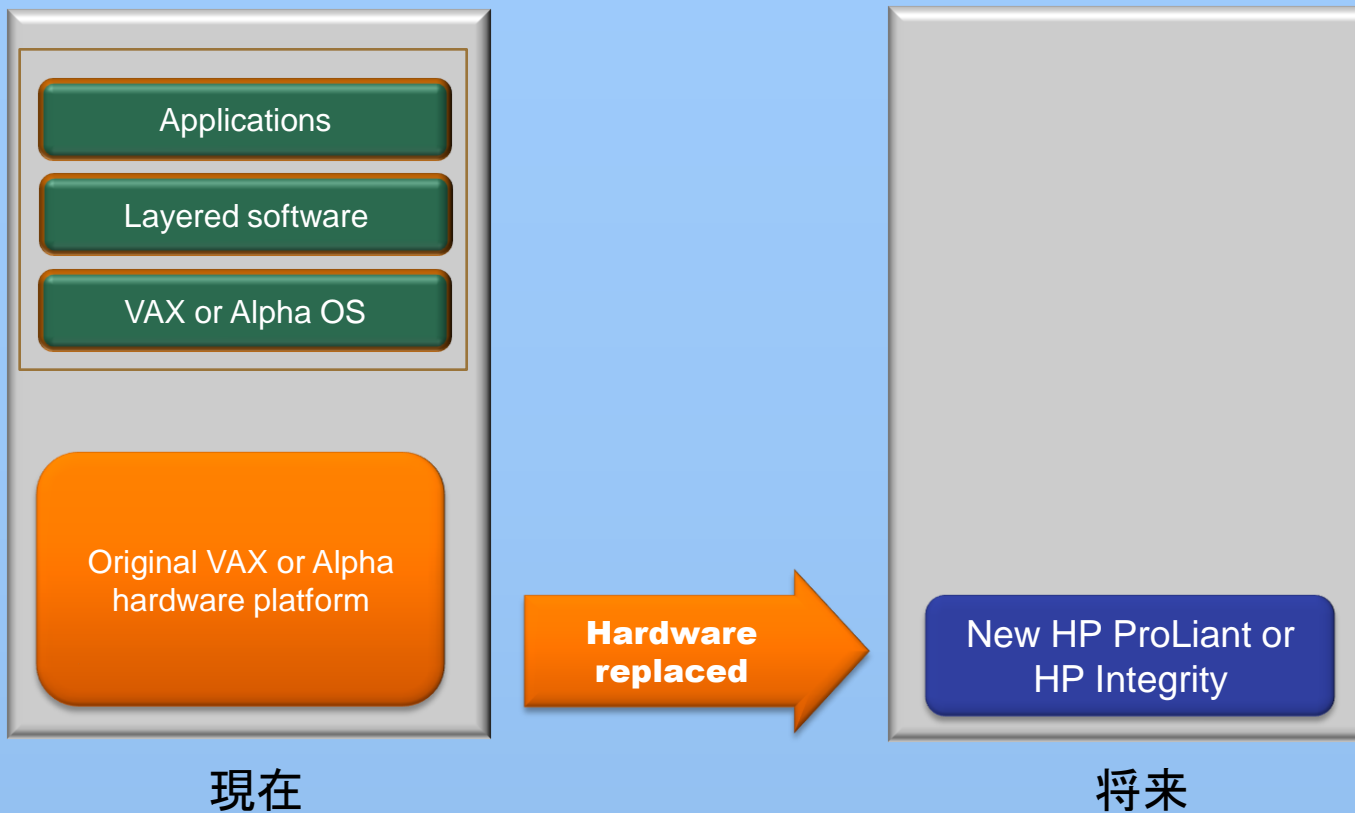 Applications
Layered software
VAX or Alpha OS
Original VAX or Alpha
hardware platform
Hardware
replaced
New HP ProLiant or
HP Integrity
現在
将来